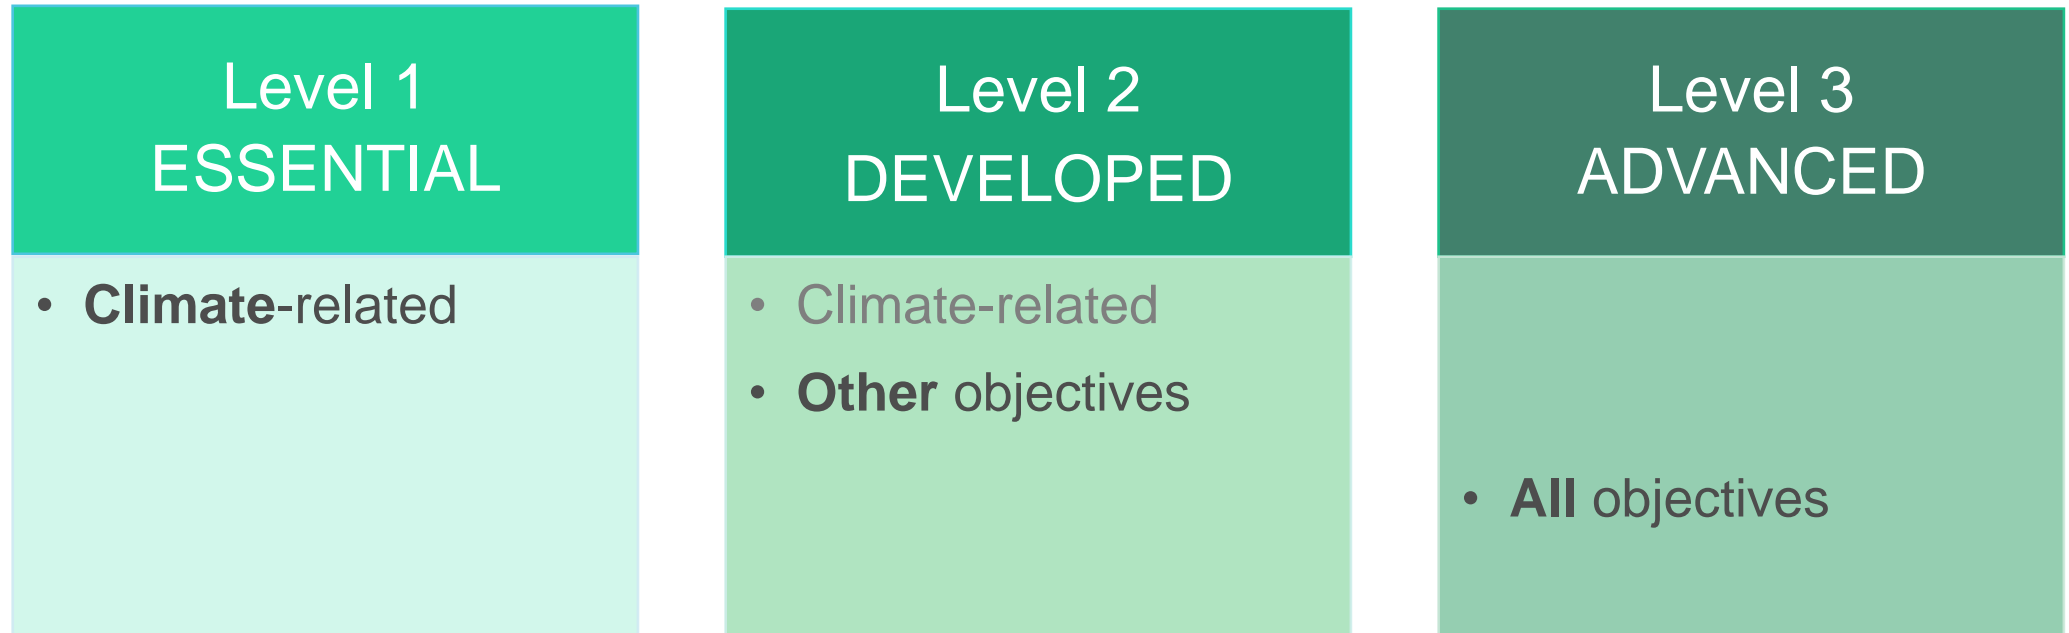 Level 1
ESSENTIAL
• Climate-related
Level 2
DEVELOPED
• Climate-related
• Other objectives
Level 3
ADVANCED
• All objectives